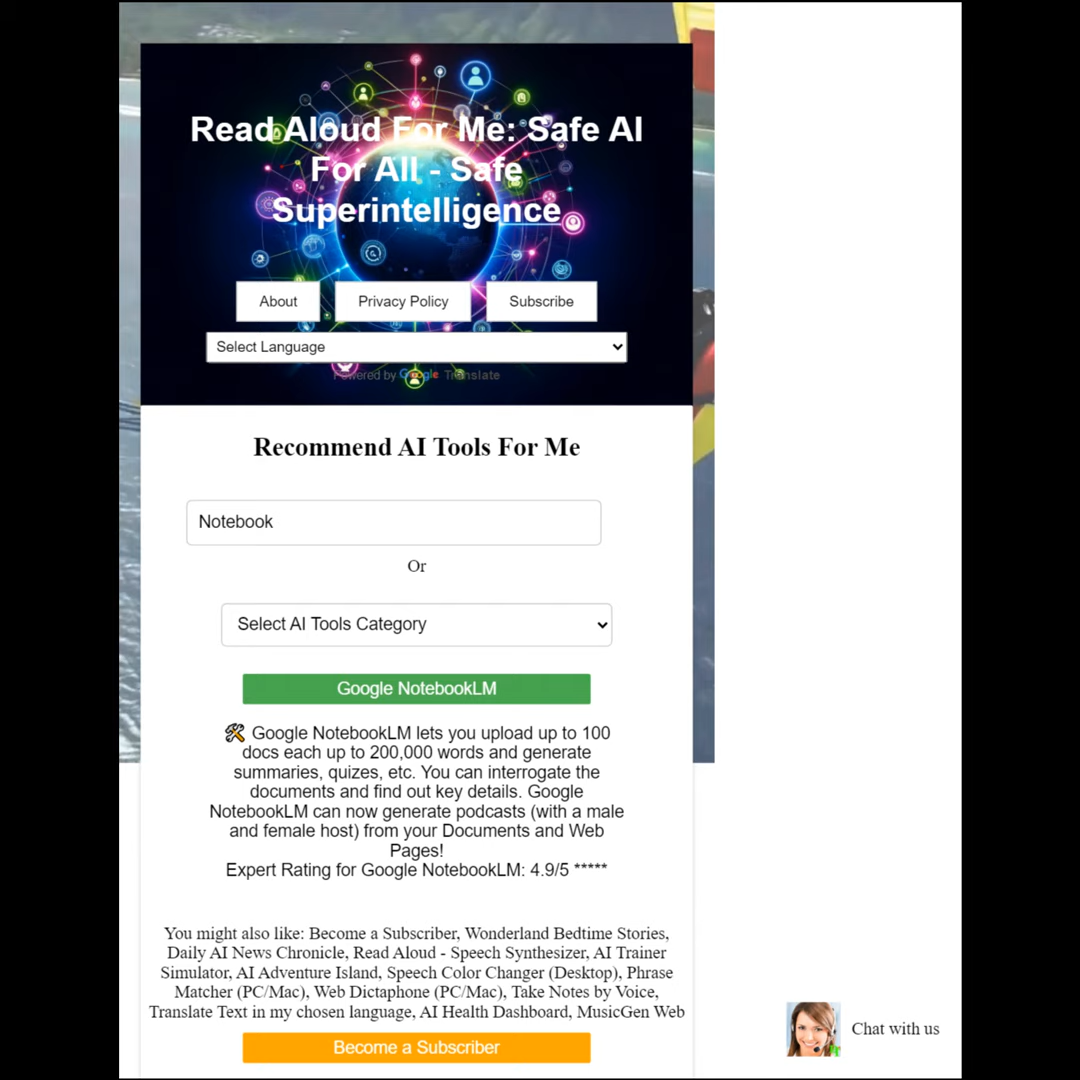 Read Aloud For Me: Safe AI
For All - Safe
Superintelligence
About
Privacy Policy
Subscribe
Select Language
Powered by Google Translate
Recommend AI Tools For Me
Notebook
Or
Select AI Tools Category
Google NotebookLM
🛠 Google NotebookLM lets you upload up to 100
docs each up to 200,000 words and generate
summaries, quizes, etc. You can interrogate the
documents and find out key details. Google
NotebookLM can now generate podcasts (with a male
and female host) from your Documents and Web
Pages!
Expert Rating for Google NotebookLM: 4.9/5 *****
You might also like: Become a Subscriber, Wonderland Bedtime Stories,
Daily AI News Chronicle, Read Aloud - Speech Synthesizer, AI Trainer
Simulator, AI Adventure Island, Speech Color Changer (Desktop), Phrase
Matcher (PC/Mac), Web Dictaphone (PC/Mac), Take Notes by Voice,
Translate Text in my chosen language, AI Health Dashboard, MusicGen Web
Become a Subscriber
Chat with us